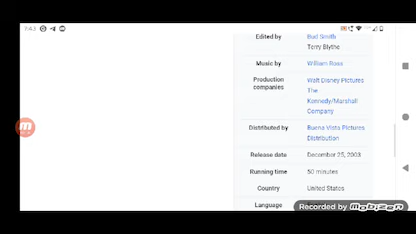 Edited by Bud Smith
Terry Blythe
Music by William Ross
Production companies Walt Disney Pictures
The
Kennedy/Marshall
Company
Distributed by Buena Vista Pictures
Distribution
Release date December 25, 2003
Running time 50 minutes
Country United States
Language
Recorded by Mobizen